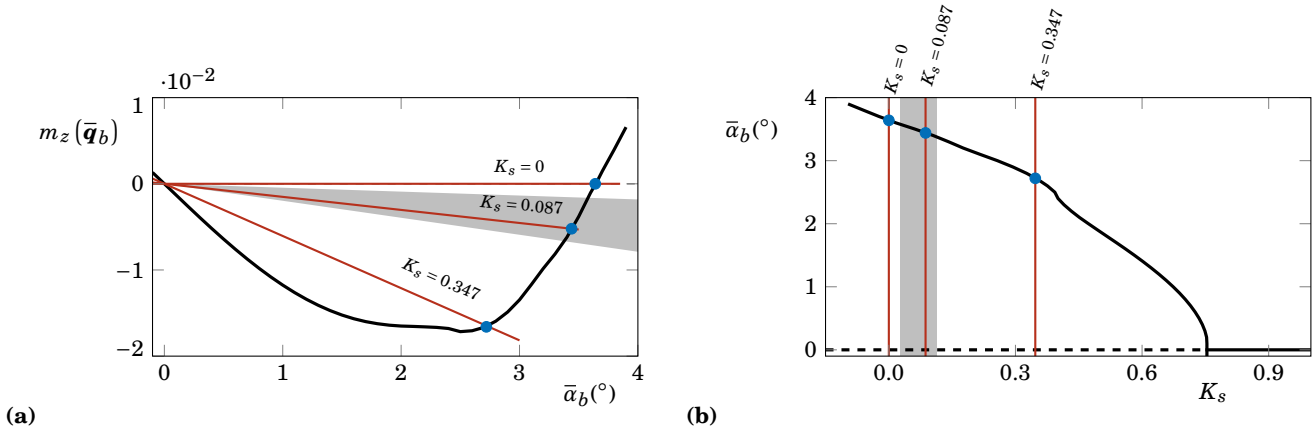 ·10⁻²
1
0
−1
−2
m_z(q̄_b)
K_s = 0
K_s = 0.087
K_s = 0.347
0
1
2
3
4
ᾱ_b(°)
(a)
K_s = 0
K_s = 0.087
K_s = 0.347
4
3
2
1
0
ᾱ_b(°)
0.0
0.3
0.6
0.9
K_s
(b)